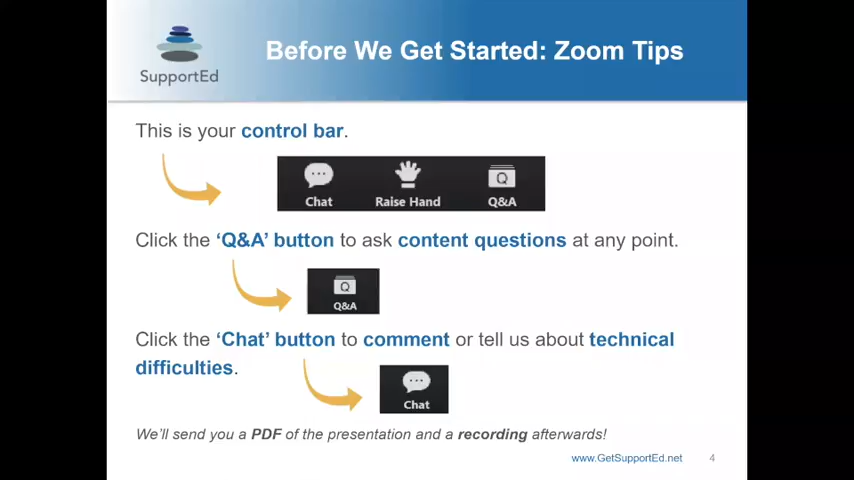 SupportEd
Before We Get Started: Zoom Tips
This is your control bar.
Chat Raise Hand Q&A
Click the ‘Q&A’ button to ask content questions at any point.
Q&A
Click the ‘Chat’ button to comment or tell us about technical
difficulties.
Chat
We’ll send you a PDF of the presentation and a recording afterwards!
www.GetSupportEd.net 4